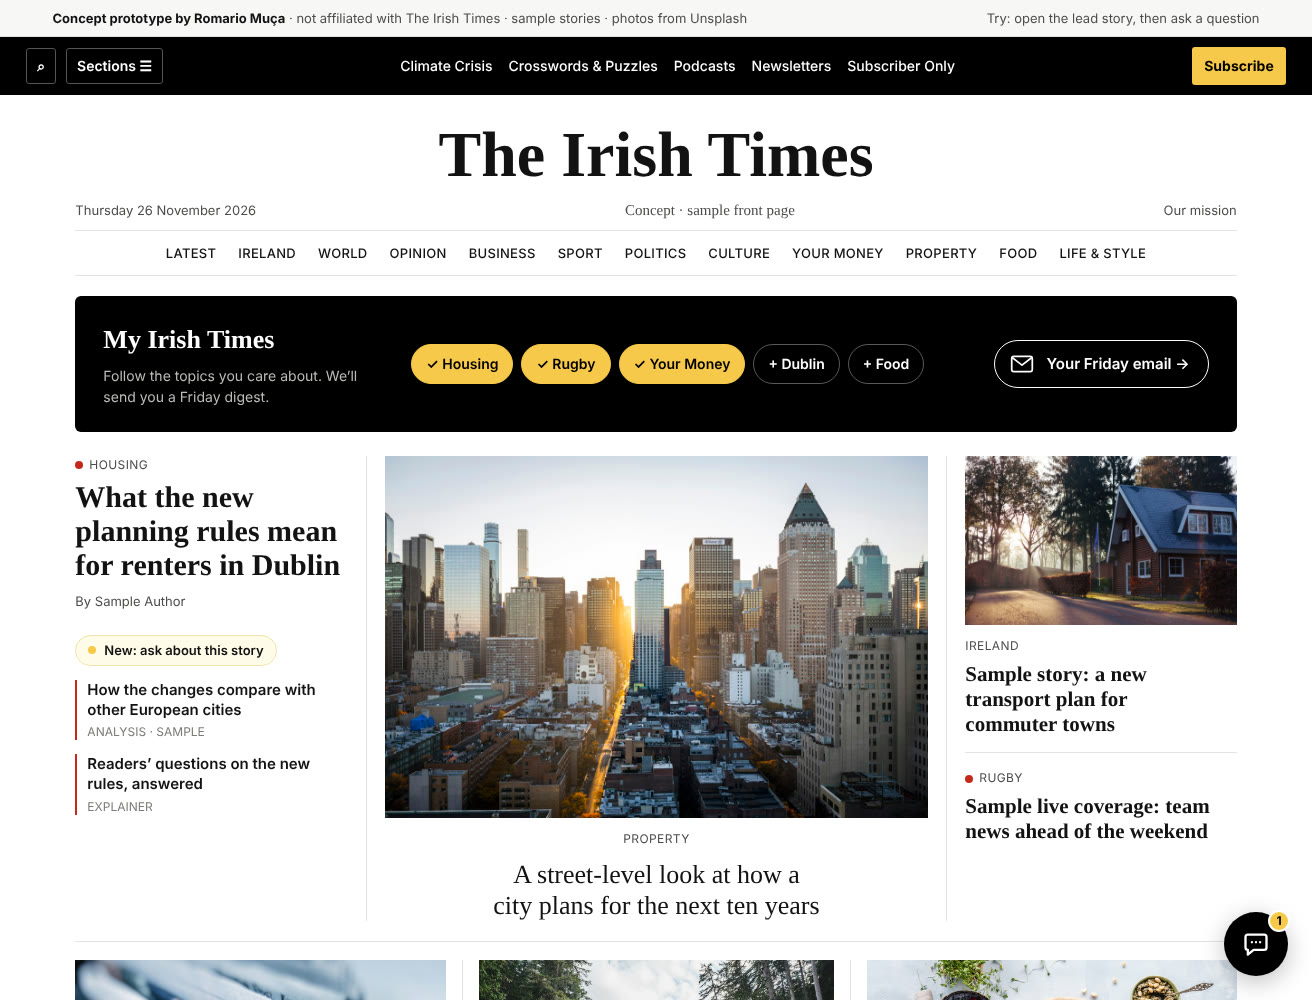 Concept prototype by Romario Muça · not affiliated with The Irish Times · sample stories · photos from Unsplash
Try: open the lead story, then ask a question
Sections ☰
Climate Crisis
Crosswords & Puzzles
Podcasts
Newsletters
Subscriber Only
Subscribe
The Irish Times
Thursday 26 November 2026
Concept · sample front page
Our mission
LATEST
IRELAND
WORLD
OPINION
BUSINESS
SPORT
POLITICS
CULTURE
YOUR MONEY
PROPERTY
FOOD
LIFE & STYLE
My Irish Times
Follow the topics you care about. We’ll
send you a Friday digest.
✓ Housing
✓ Rugby
✓ Your Money
+ Dublin
+ Food
Your Friday email →
HOUSING
What the new
planning rules mean
for renters in Dublin
By Sample Author
New: ask about this story
How the changes compare with
other European cities
ANALYSIS · SAMPLE
Readers’ questions on the new
rules, answered
EXPLAINER
PROPERTY
A street-level look at how a
city plans for the next ten years
IRELAND
Sample story: a new
transport plan for
commuter towns
RUGBY
Sample live coverage: team
news ahead of the weekend
1